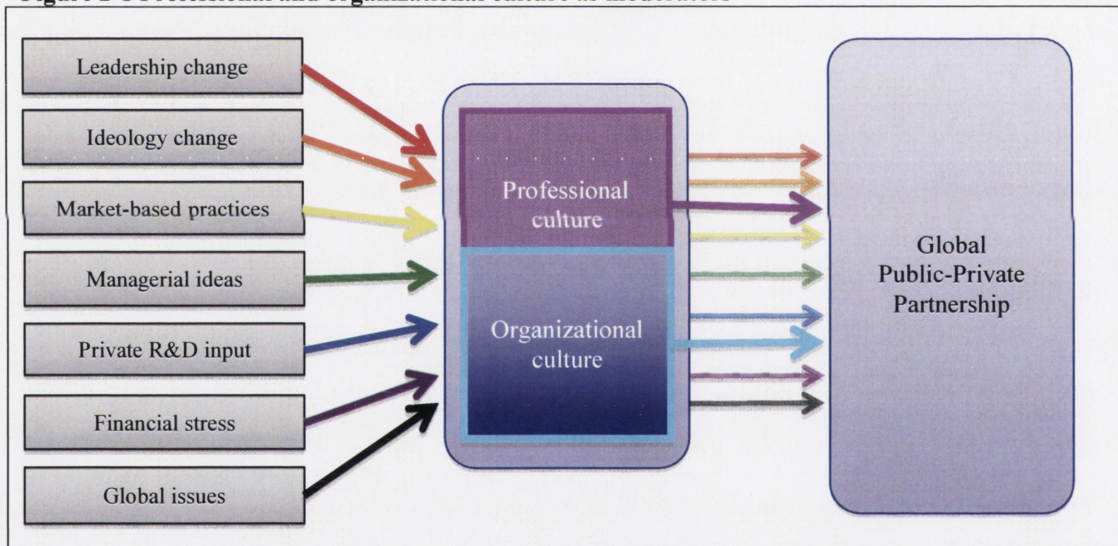 Leadership change
Ideology change
Market-based practices
Managerial ideas
Private R&D input
Financial stress
Global issues
Professional
culture
Organizational
culture
Global
Public-Private
Partnership